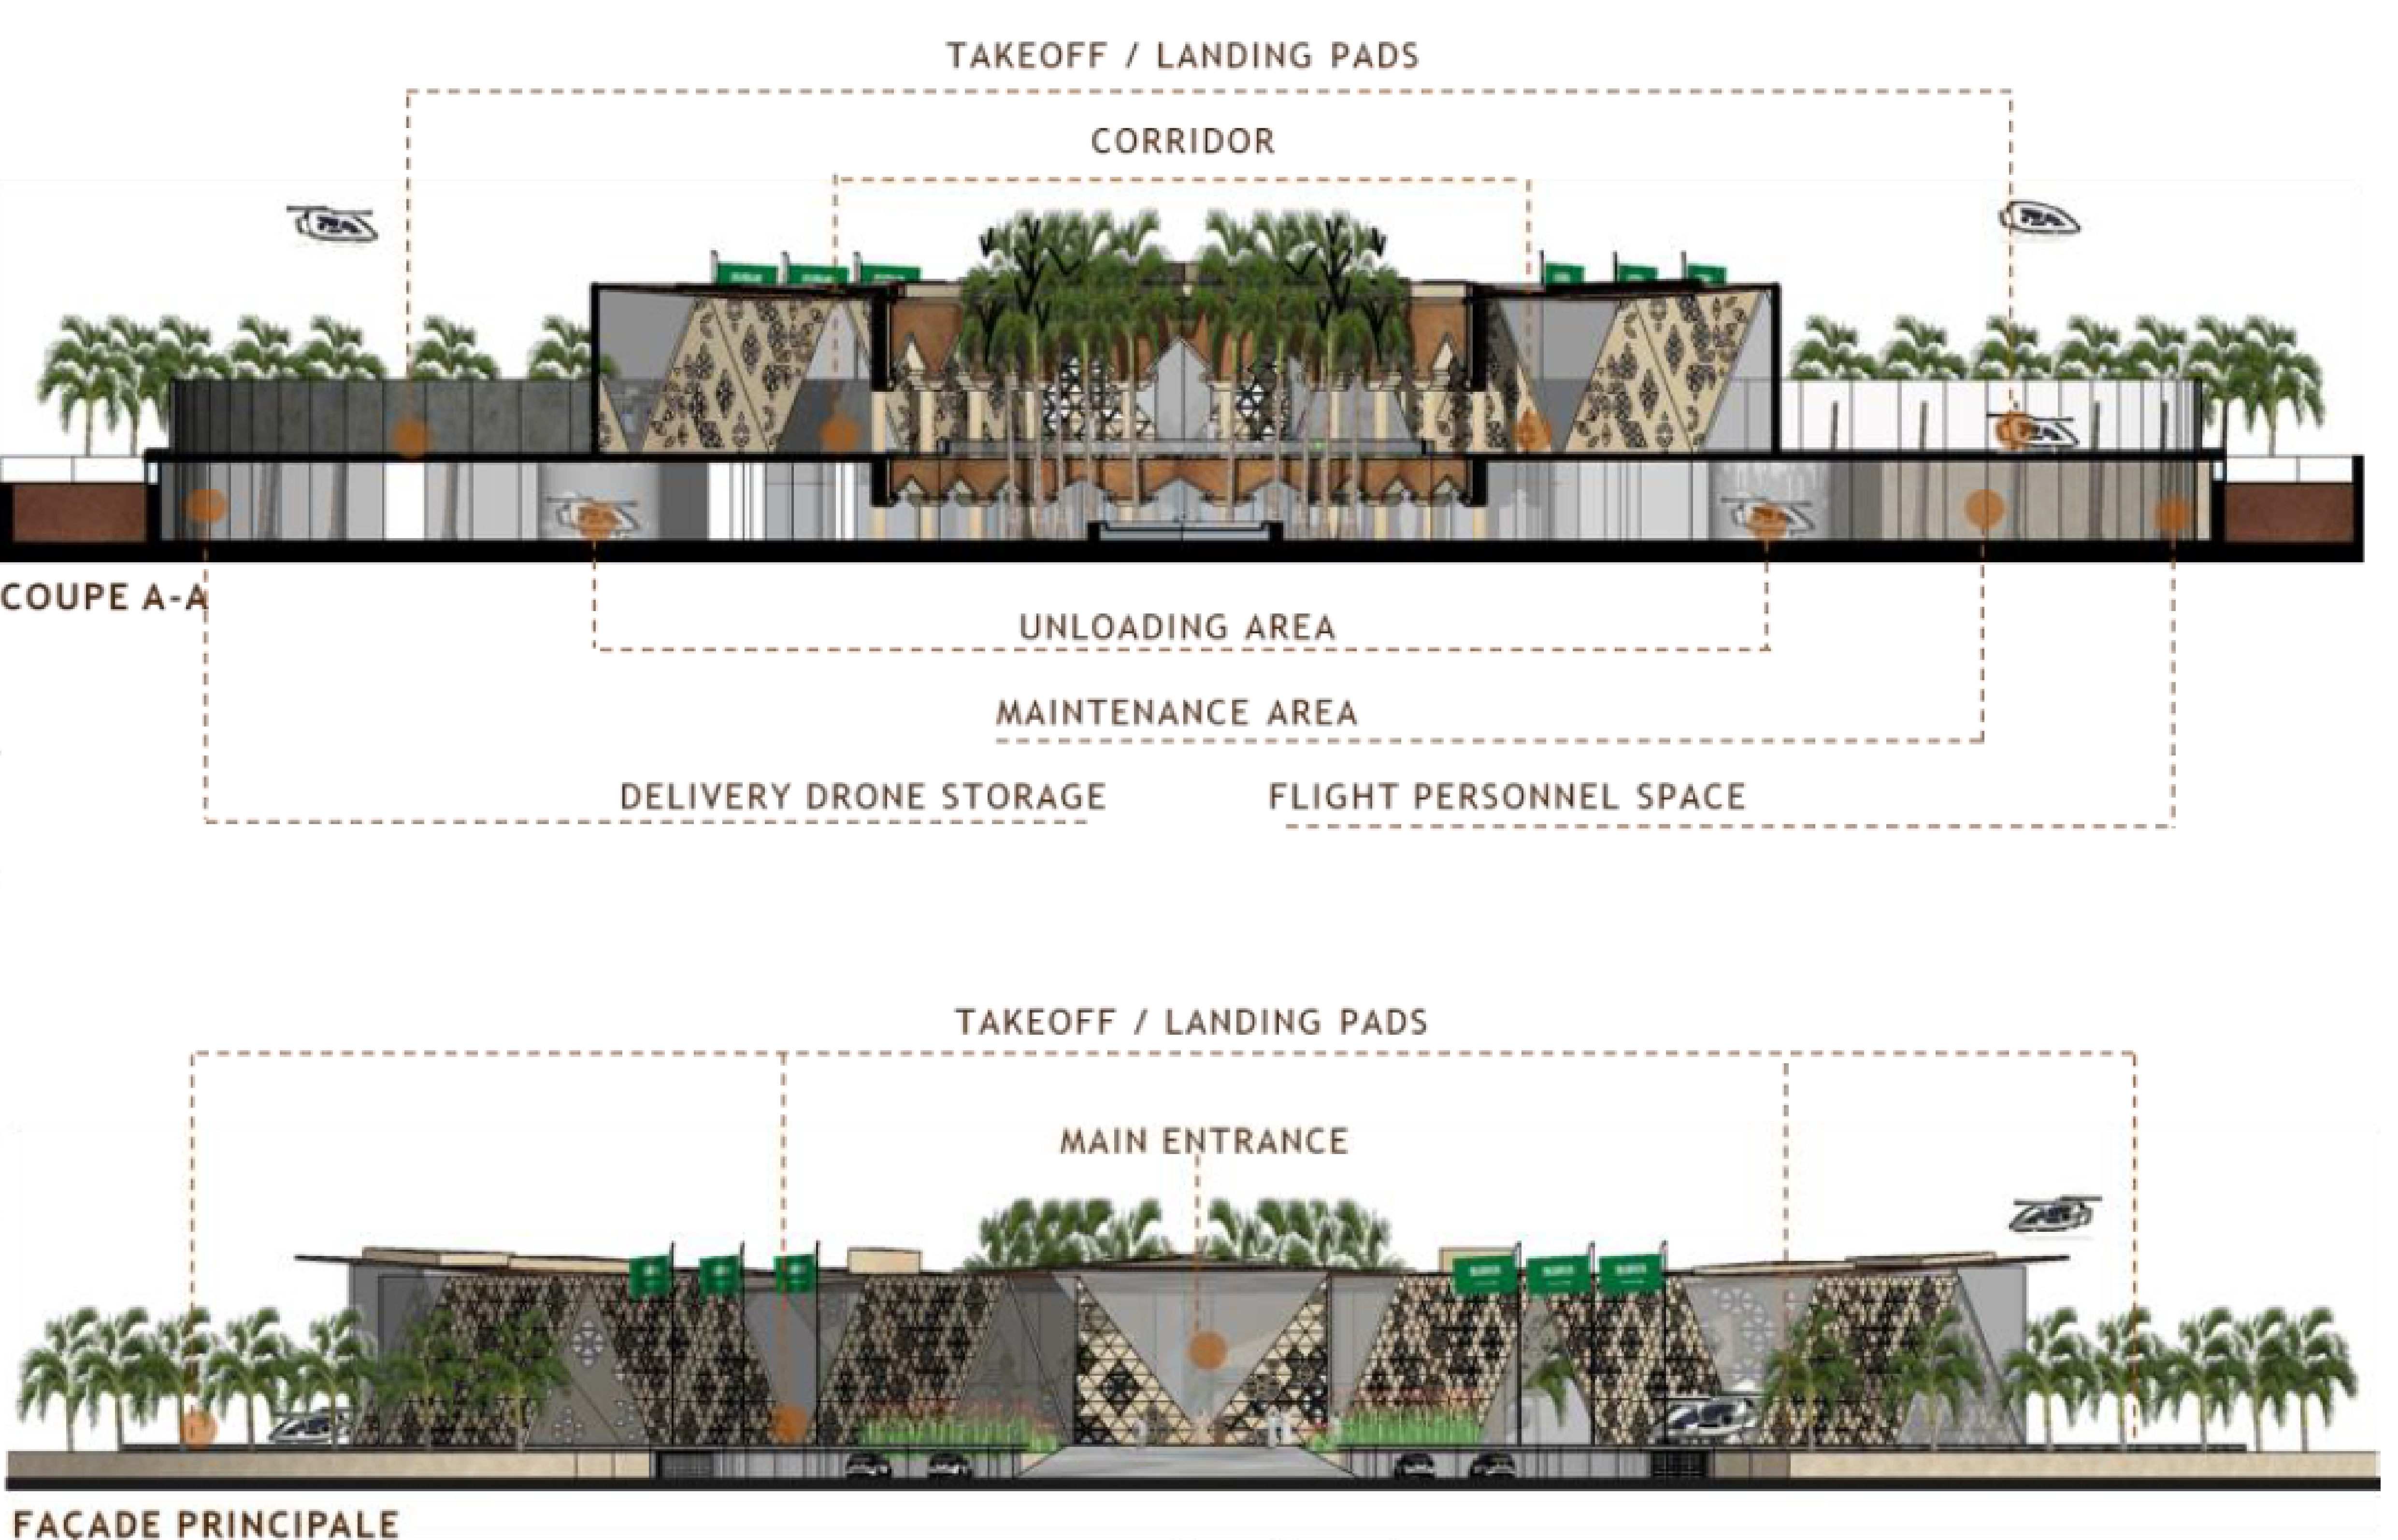 TAKEOFF / LANDING PADS
CORRIDOR
COUPE A-A
UNLOADING AREA
MAINTENANCE AREA
DELIVERY DRONE STORAGE
FLIGHT PERSONNEL SPACE
TAKEOFF / LANDING PADS
MAIN ENTRANCE
FAÇADE PRINCIPALE